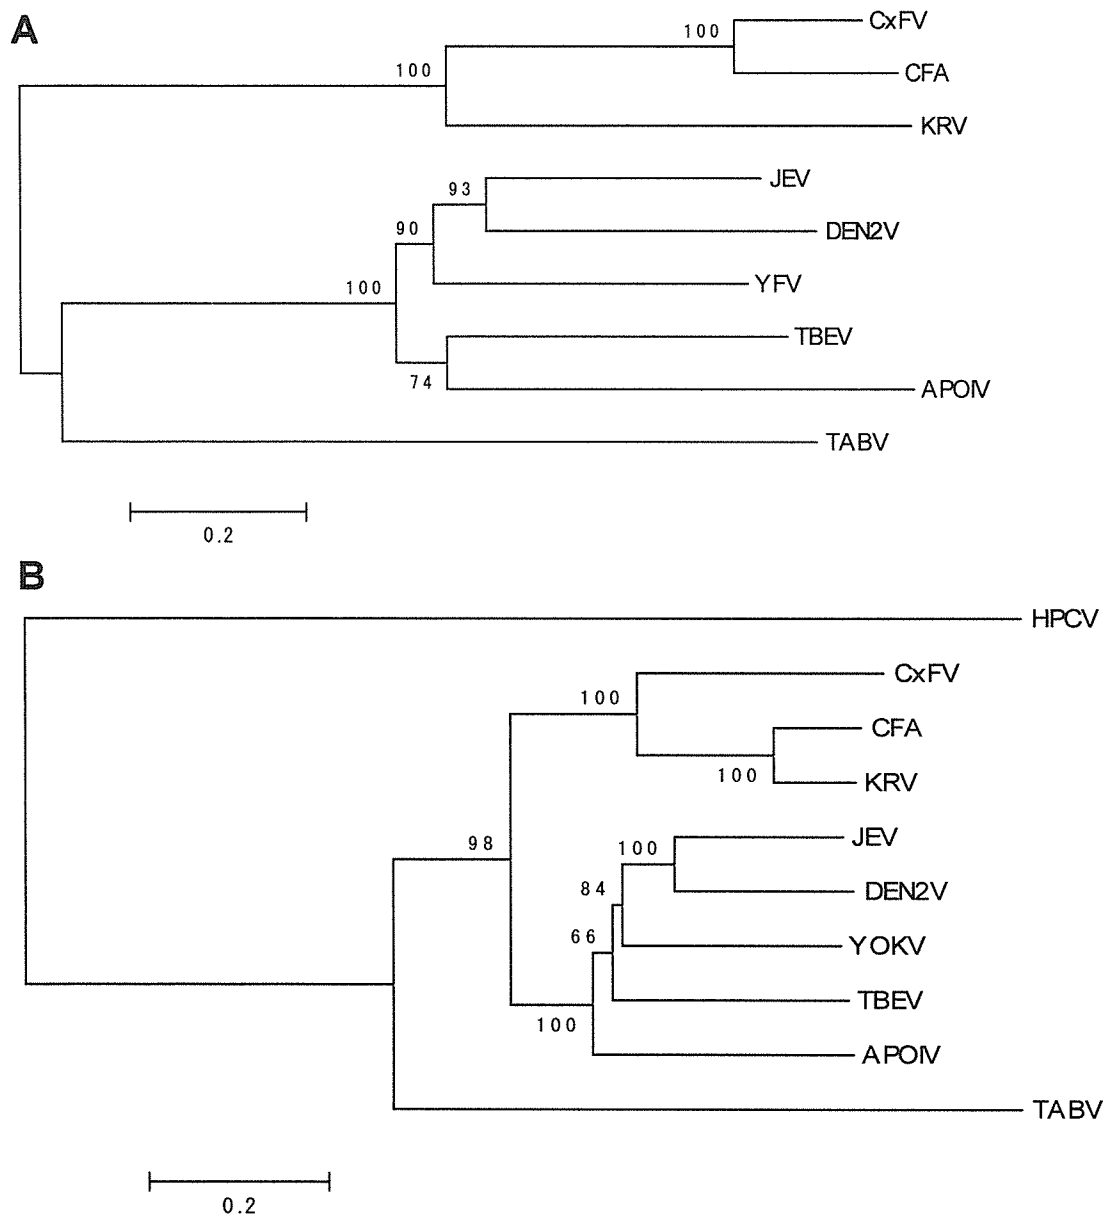 A
CxFV
100
CFA
100
KRV
JEV
93
DEN2V
90
YFV
100
TBEV
74
APOIV
TABV
0.2
B
HPCV
CxFV
100
CFA
100
KRV
JEV
98
100
DEN2V
84
YOKV
66
TBEV
100
APOIV
TABV
0.2